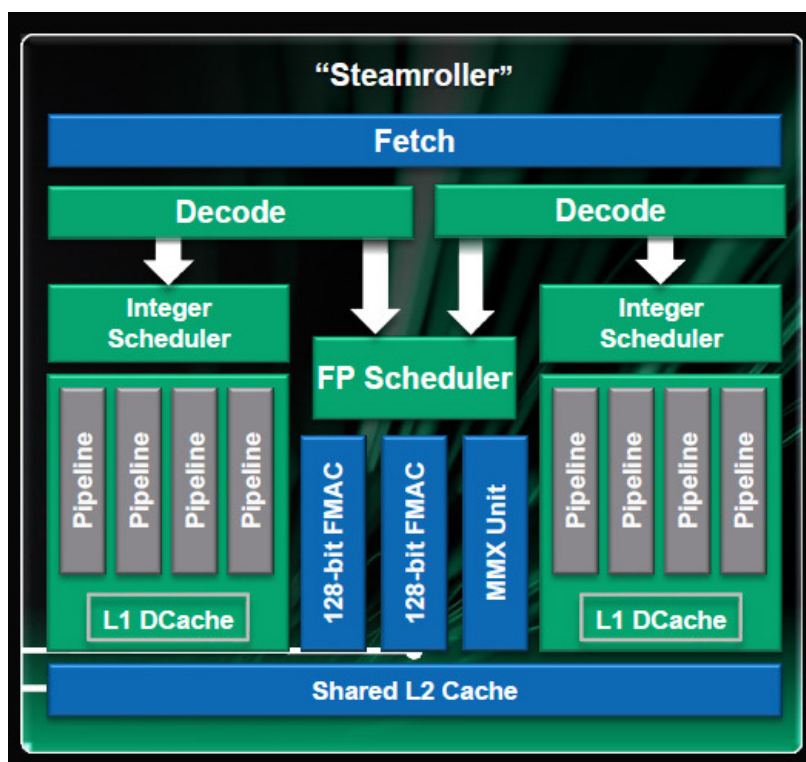 “Steamroller”
Fetch
Decode
Decode
Integer
Scheduler
FP Scheduler
Integer
Scheduler
Pipeline
Pipeline
Pipeline
Pipeline
L1 DCache
128-bit FMAC
128-bit FMAC
MMX Unit
Pipeline
Pipeline
Pipeline
Pipeline
L1 DCache
Shared L2 Cache